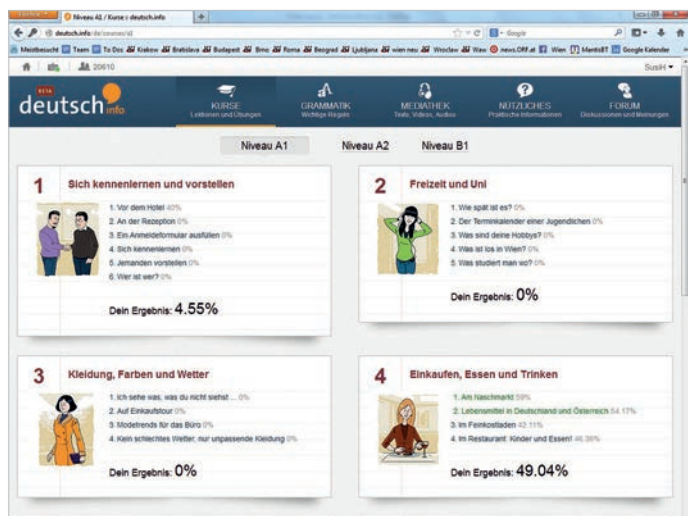 Niveau A1 / Kurse :: deutsch.info
deutsch.info/de/courses/a1
Google
Meistbesucht Team To Dos Krakow Bratislava Budapest Brno Roma Beograd Ljubljana wien neu Wroclaw Waw news.ORF.at Wien MantisBT Google Kalender
20610
SusiH
BETA
deutsch.info
KURSE
Lektionen und Übungen
GRAMMATIK
Wichtige Regeln
MEDIATHEK
Texte, Videos, Audios
NÜTZLICHES
Praktische Informationen
FORUM
Diskussionen und Meinungen
Niveau A1 Niveau A2 Niveau B1
1 Sich kennenlernen und vorstellen
1. Vor dem Hotel 40%
2. An der Rezeption 0%
3. Ein Anmeldeformular ausfüllen 0%
4. Sich kennenlernen 0%
5. Jemanden vorstellen 0%
6. Wer ist wer? 0%
Dein Ergebnis: 4.55%
2 Freizeit und Uni
1. Wie spät ist es? 0%
2. Der Terminkalender einer Jugendlichen 0%
3. Was sind deine Hobbys? 0%
4. Was ist los in Wien? 0%
5. Was studiert man wo? 0%
Dein Ergebnis: 0%
3 Kleidung, Farben und Wetter
1. Ich sehe was, was du nicht siehst ... 0%
2. Auf Einkaufstour 0%
3. Modetrends für das Büro 0%
4. Kein schlechtes Wetter, nur unpassende Kleidung 0%
Dein Ergebnis: 0%
4 Einkaufen, Essen und Trinken
1. Am Naschmarkt 59%
2. Lebensmittel in Deutschland und Österreich 54.17%
3. Im Feinkostladen 42.11%
4. Im Restaurant: Kinder und Essen! 46.38%
Dein Ergebnis: 49.04%